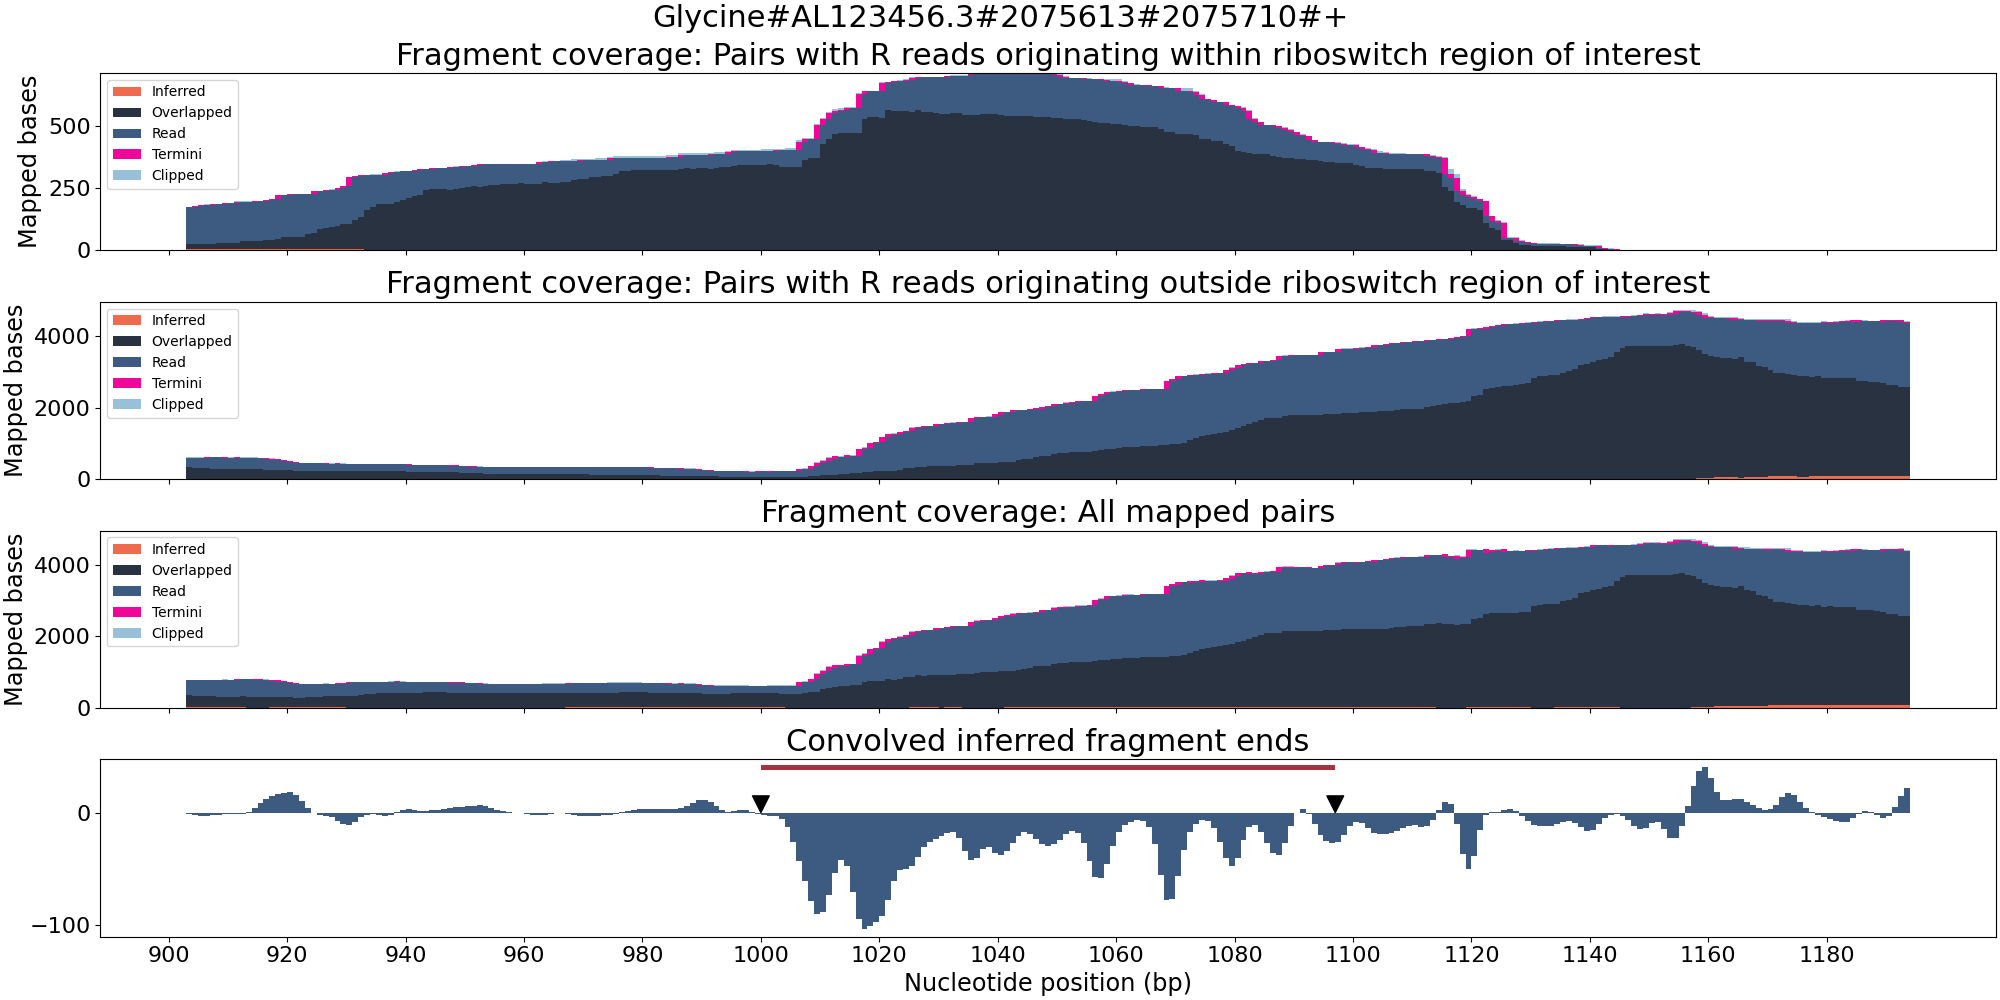 Glycine#AL123456.3#2075613#2075710#+
Fragment coverage: Pairs with R reads originating within riboswitch region of interest
Mapped bases
500
250
0
Inferred
Overlapped
Read
Termini
Clipped
Fragment coverage: Pairs with R reads originating outside riboswitch region of interest
Mapped bases
4000
2000
0
Inferred
Overlapped
Read
Termini
Clipped
Fragment coverage: All mapped pairs
Mapped bases
4000
2000
0
Inferred
Overlapped
Read
Termini
Clipped
Convolved inferred fragment ends
0
−100
900 920 940 960 980 1000 1020 1040 1060 1080 1100 1120 1140 1160 1180
Nucleotide position (bp)